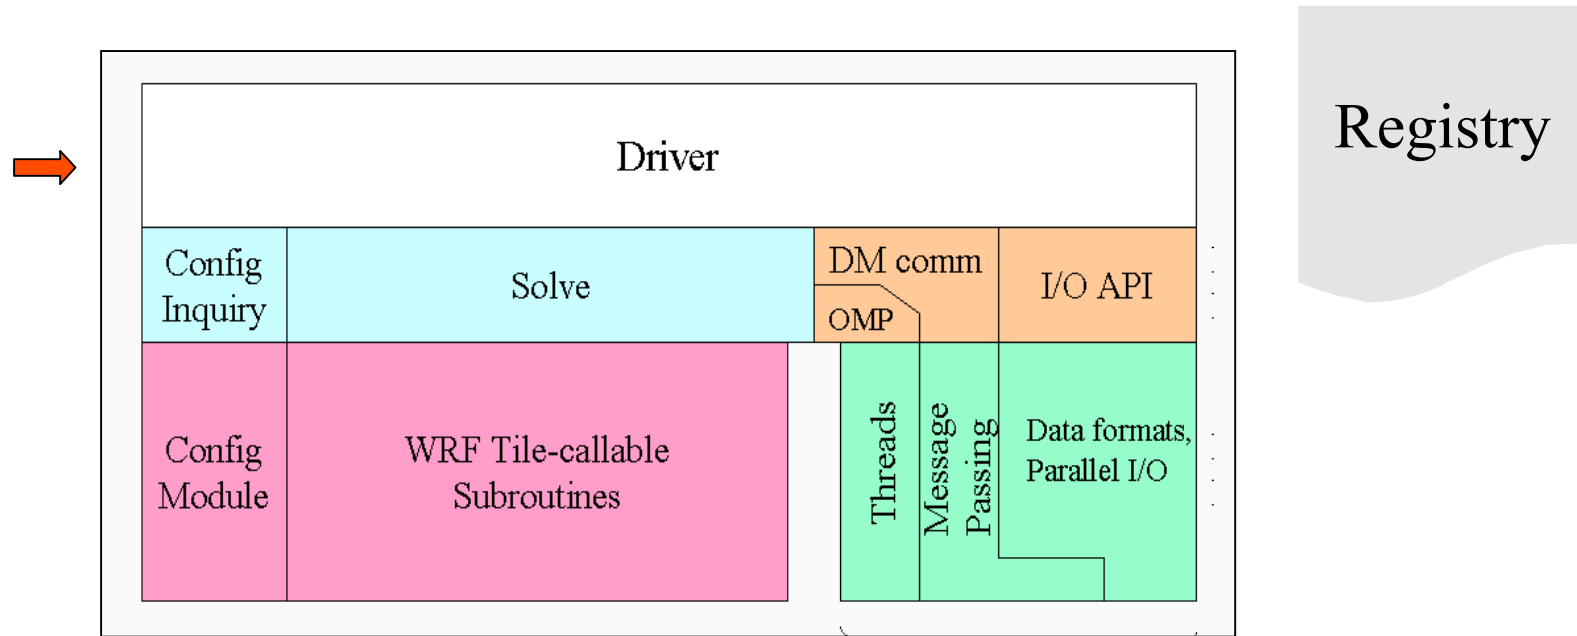 Registry
Driver
Config
Inquiry
Solve
DM comm
OMP
I/O API
Config
Module
WRF Tile-callable
Subroutines
Threads
Message
Passing
Data formats,
Parallel I/O